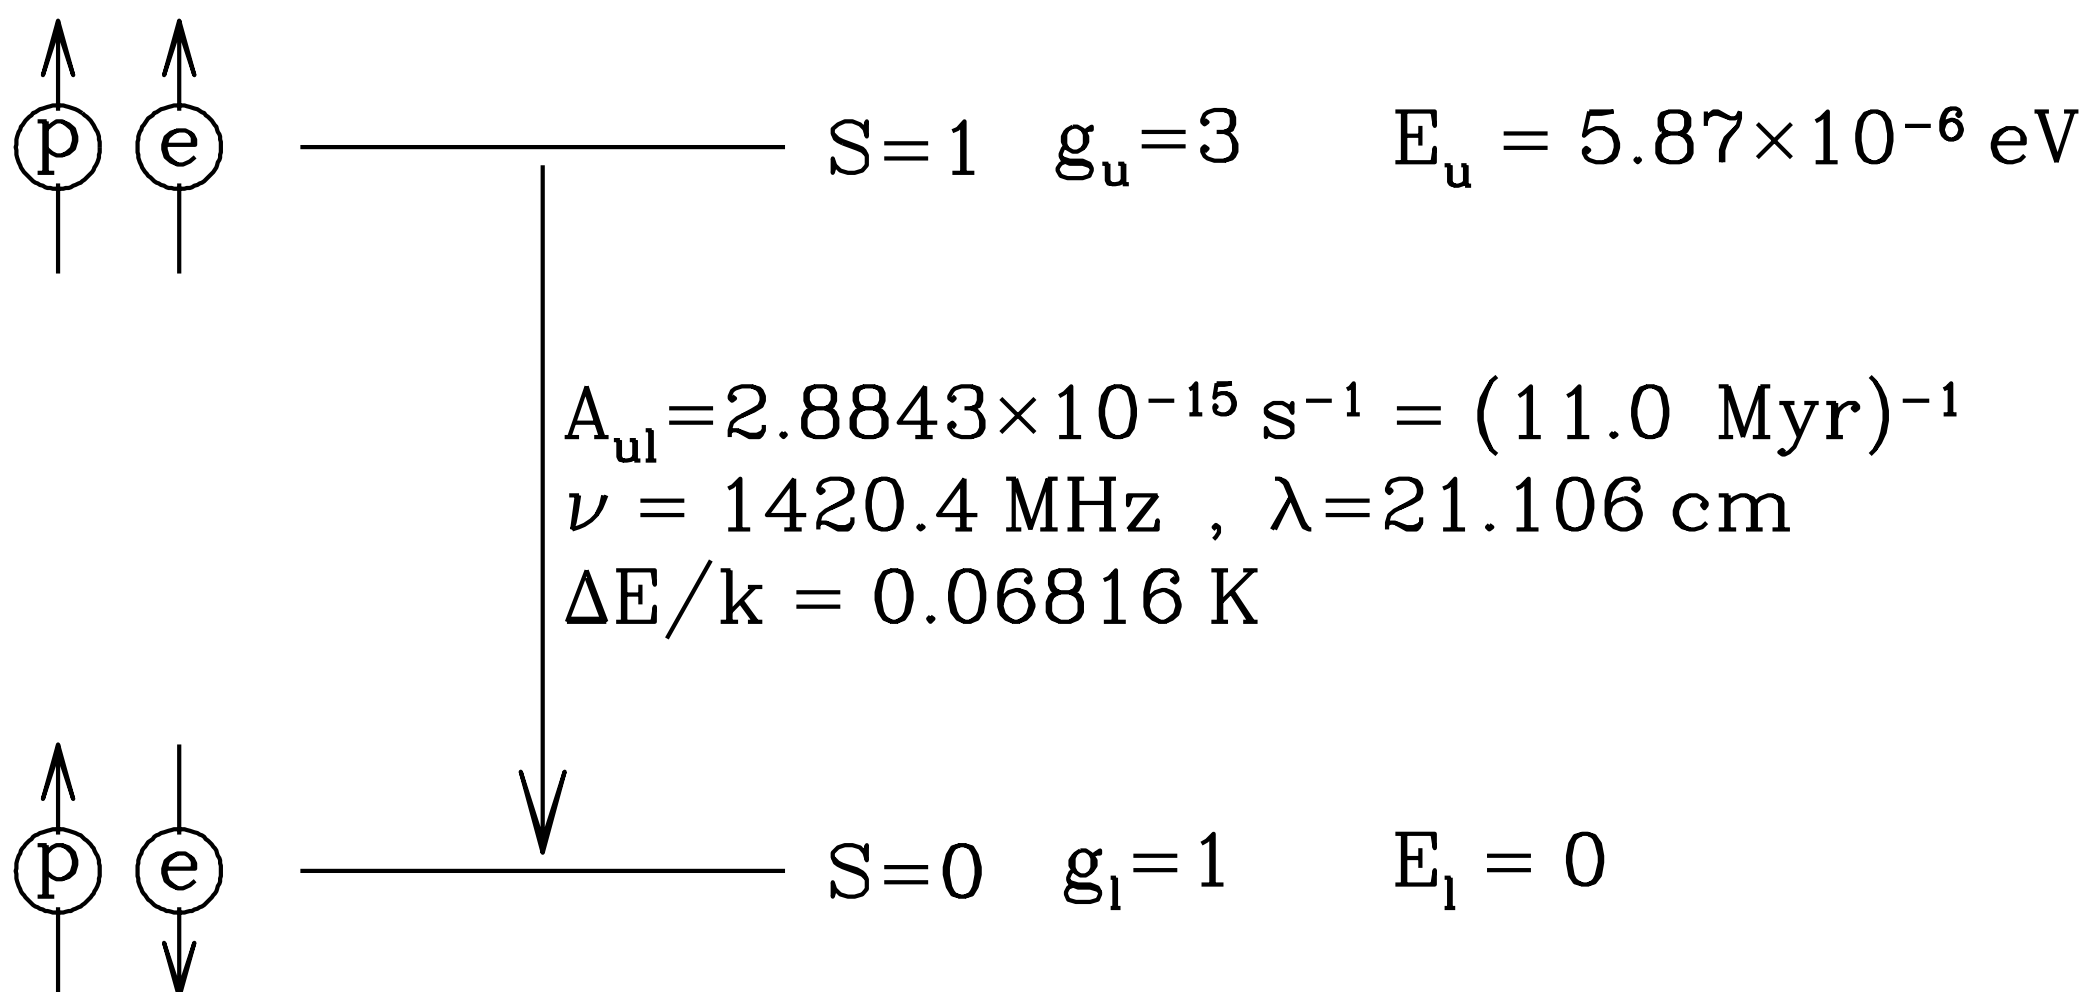 p e S=1 g_u=3 E_u = 5.87×10⁻⁶ eV
A_ul=2.8843×10⁻¹⁵ s⁻¹ = (11.0 Myr)⁻¹
ν = 1420.4 MHz , λ=21.106 cm
ΔE/k = 0.06816 K
p e S=0 g_l=1 E_l = 0